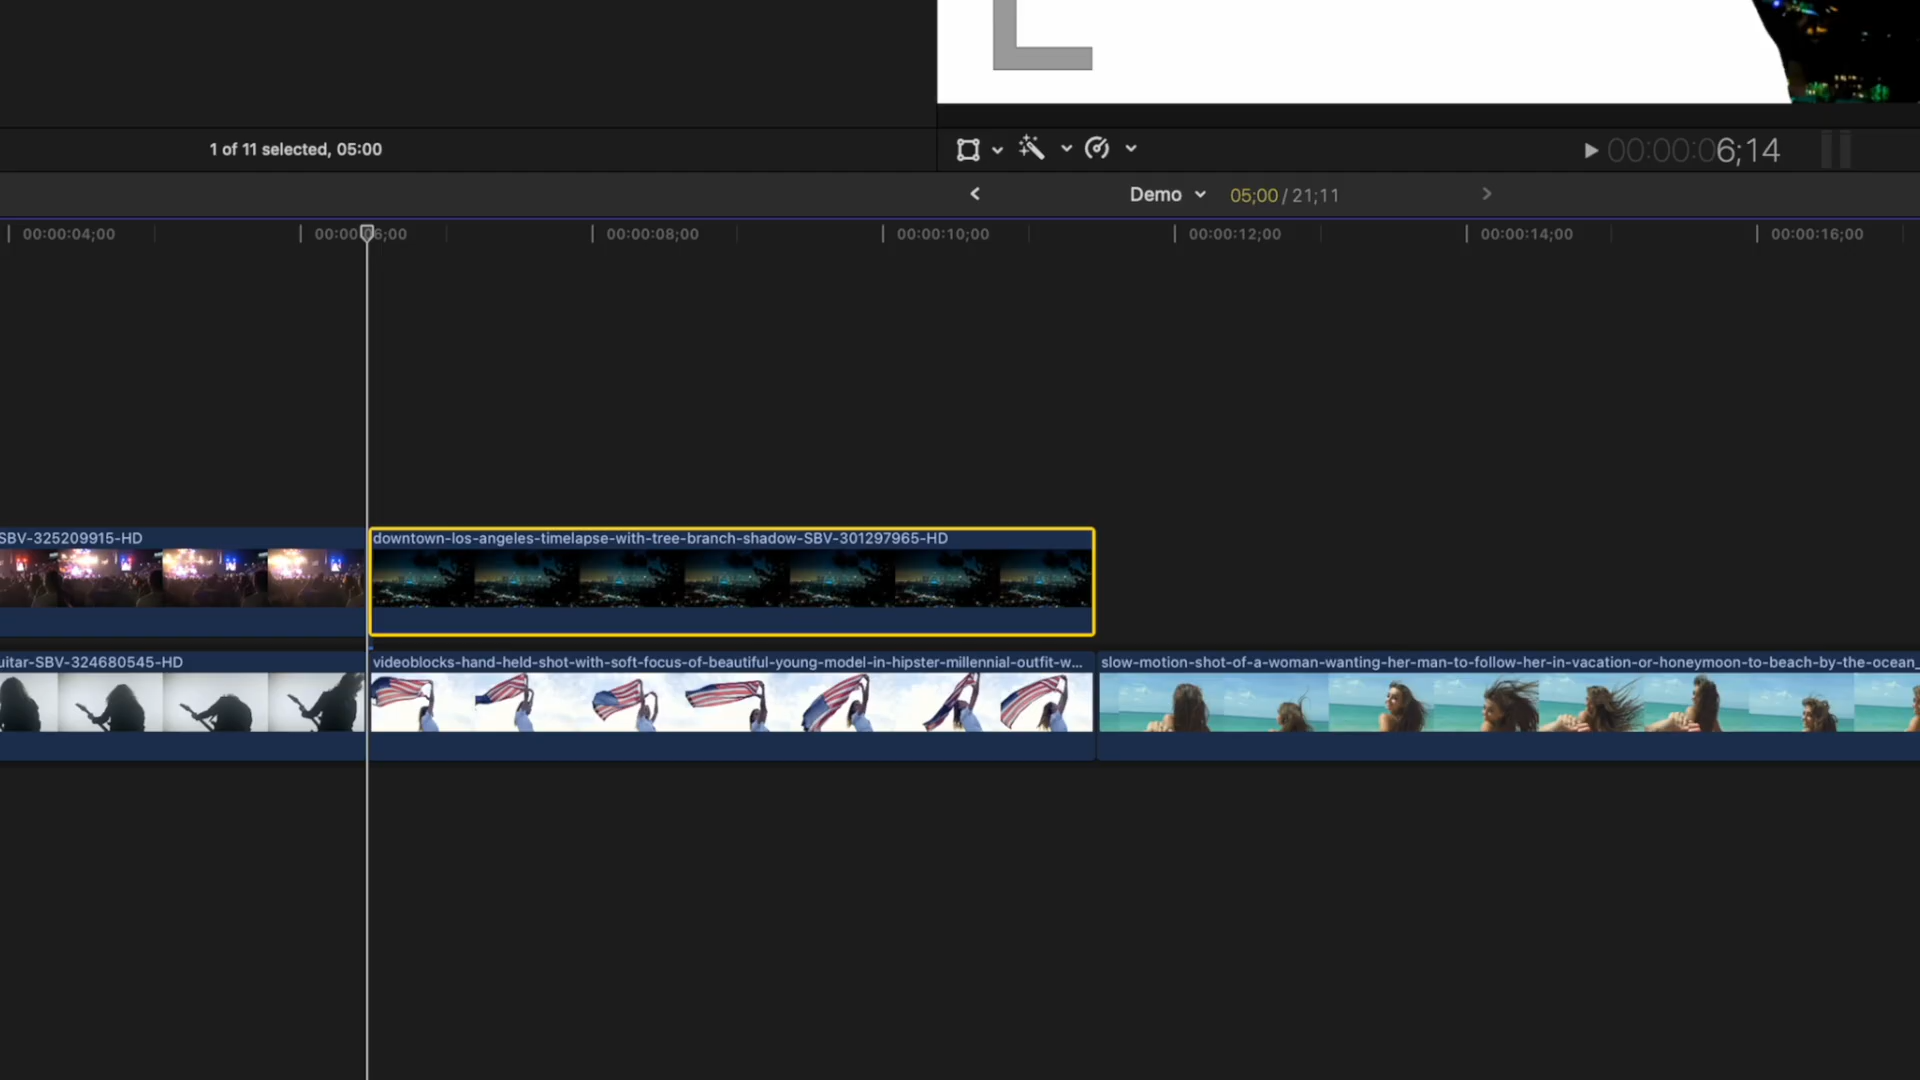 1 of 11 selected, 05:00
00:00:06;14
Demo 05;00 / 21;11
00:00:04;00 00:00:06;00 00:00:08;00 00:00:10;00 00:00:12;00 00:00:14;00 00:00:16;00
SBV-325209915-HD
downtown-los-angeles-timelapse-with-tree-branch-shadow-SBV-301297965-HD
uitar-SBV-324680545-HD
videoblocks-hand-held-shot-with-soft-focus-of-beautiful-young-model-in-hipster-millennial-outfit-w...
slow-motion-shot-of-a-woman-wanting-her-man-to-follow-her-in-vacation-or-honeymoon-to-beach-by-the-ocean_